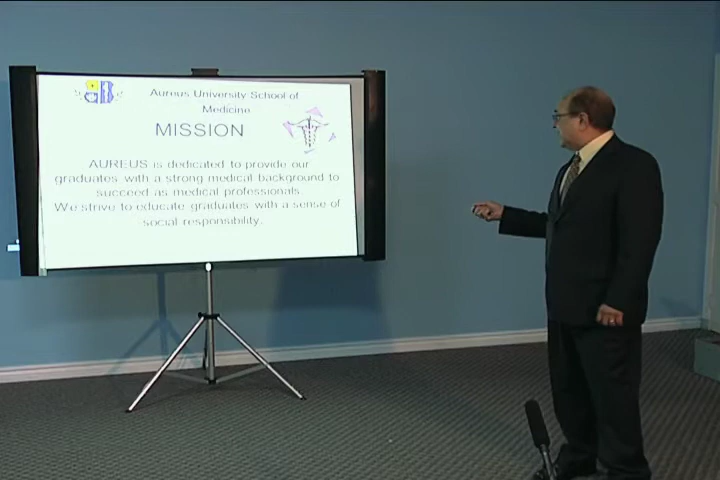 Aureus University School of
Medicine
MISSION
AUREUS is dedicated to provide our
graduates with a strong medical background to
succeed as medical professionals.
We strive to educate graduates with a sense of
social responsibility.